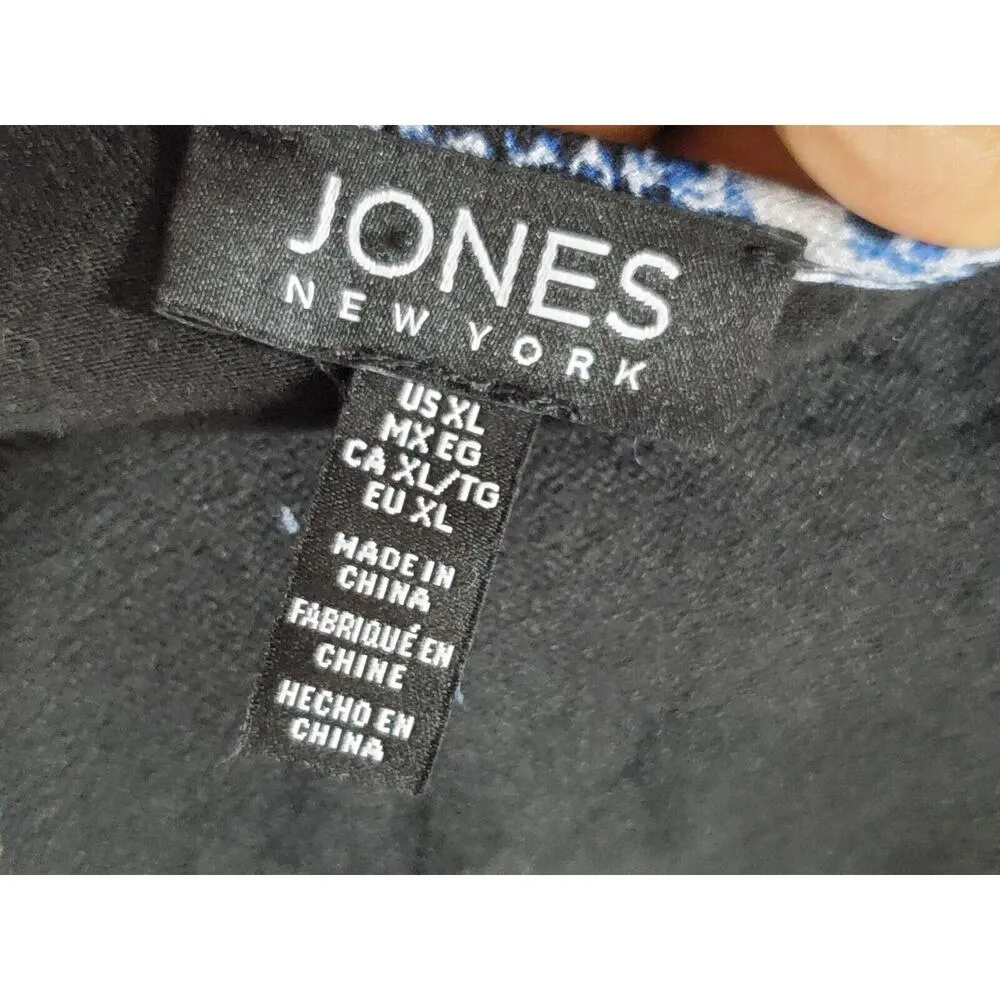 JONES
NEW YORK
US XL
MX EG
CA XL/TG
EU XL
MADE IN
CHINA
FABRIQUÉ EN
CHINE
HECHO EN
CHINA